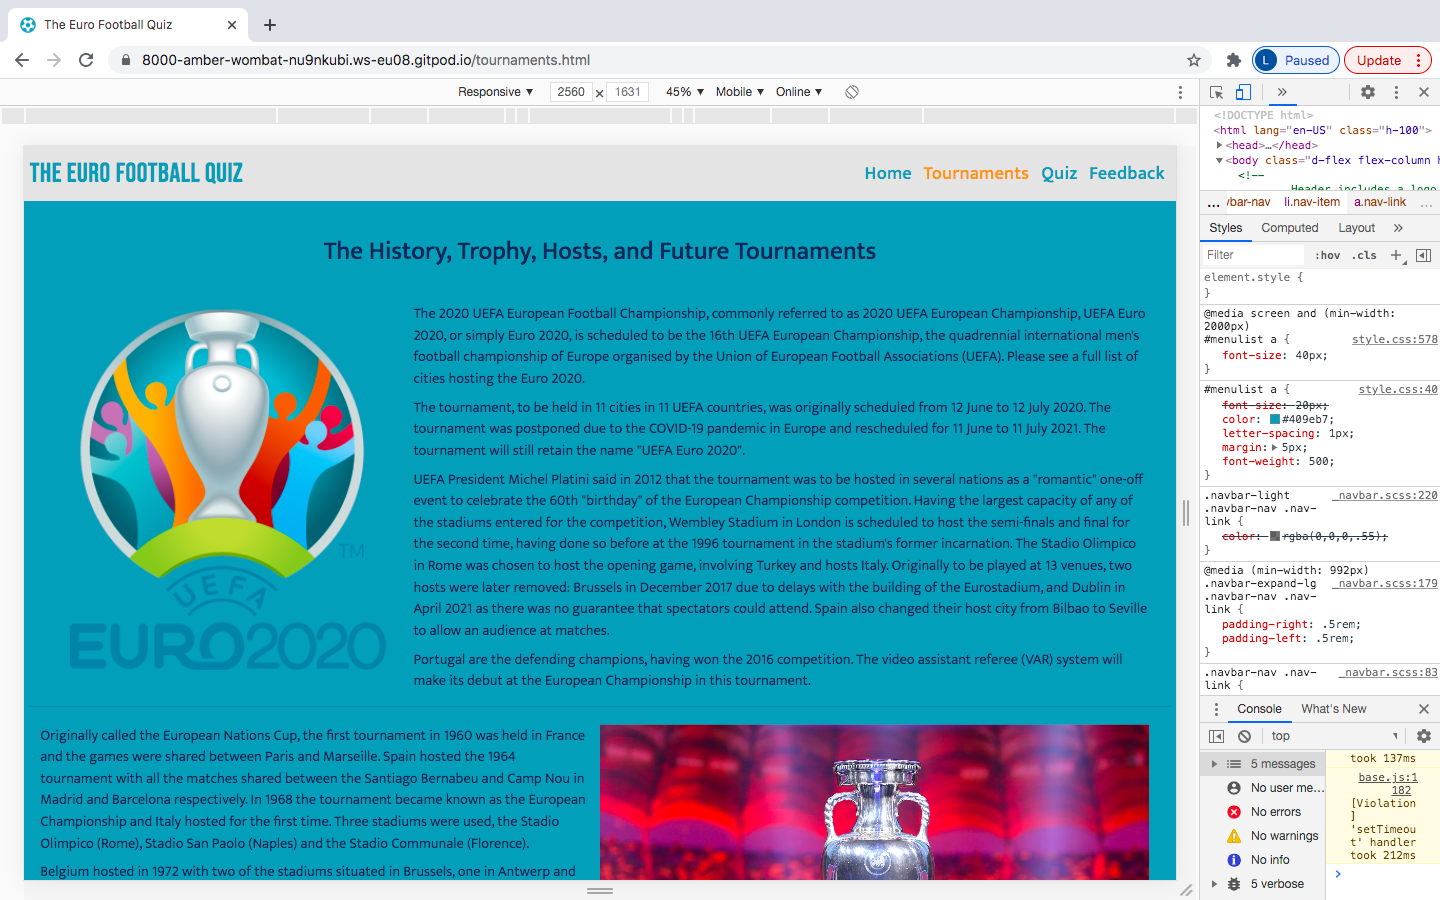 The Euro Football Quiz
8000-amber-wombat-nu9nkubi.ws-eu08.gitpod.io/tournaments.html
L Paused
Update
Responsive ▼ 2560 × 1631 45% ▼ Mobile ▼ Online ▼
THE EURO FOOTBALL QUIZ
Home Tournaments Quiz Feedback
The History, Trophy, Hosts, and Future Tournaments
TM
UEFA
EURO2020
The 2020 UEFA European Football Championship, commonly referred to as 2020 UEFA European Championship, UEFA Euro
2020, or simply Euro 2020, is scheduled to be the 16th UEFA European Championship, the quadrennial international men's
football championship of Europe organised by the Union of European Football Associations (UEFA). Please see a full list of
cities hosting the Euro 2020.
The tournament, to be held in 11 cities in 11 UEFA countries, was originally scheduled from 12 June to 12 July 2020. The
tournament was postponed due to the COVID-19 pandemic in Europe and rescheduled for 11 June to 11 July 2021. The
tournament will still retain the name "UEFA Euro 2020".
UEFA President Michel Platini said in 2012 that the tournament was to be hosted in several nations as a "romantic" one-off
event to celebrate the 60th "birthday" of the European Championship competition. Having the largest capacity of any of
the stadiums entered for the competition, Wembley Stadium in London is scheduled to host the semi-finals and final for
the second time, having done so before at the 1996 tournament in the stadium's former incarnation. The Stadio Olimpico
in Rome was chosen to host the opening game, involving Turkey and hosts Italy. Originally to be played at 13 venues, two
hosts were later removed: Brussels in December 2017 due to delays with the building of the Eurostadium, and Dublin in
April 2021 as there was no guarantee that spectators could attend. Spain also changed their host city from Bilbao to Seville
to allow an audience at matches.
Portugal are the defending champions, having won the 2016 competition. The video assistant referee (VAR) system will
make its debut at the European Championship in this tournament.
Originally called the European Nations Cup, the first tournament in 1960 was held in France
and the games were shared between Paris and Marseille. Spain hosted the 1964
tournament with all the matches shared between the Santiago Bernabeu and Camp Nou in
Madrid and Barcelona respectively. In 1968 the tournament became known as the European
Championship and Italy hosted for the first time. Three stadiums were used, the Stadio
Olimpico (Rome), Stadio San Paolo (Naples) and the Stadio Communale (Florence).
Belgium hosted in 1972 with two of the stadiums situated in Brussels, one in Antwerp and
<!DOCTYPE html>
<html lang="en-US" class="h-100">
▶<head>…</head>
▼<body class="d-flex flex-column h
<!--
Header includes a logo
… vbar-nav li.nav-item a.nav-link …
Styles Computed Layout »
Filter :hov .cls +
element.style {
}
@media screen and (min-width:
2000px)
#menulist a { style.css:578
font-size: 40px;
}
#menulist a { style.css:40
font-size: 20px;
color: #409eb7;
letter-spacing: 1px;
margin: ▶ 5px;
font-weight: 500;
}
.navbar-light _navbar.scss:220
.navbar-nav .nav-
link {
color: rgba(0,0,0,.55);
}
@media (min-width: 992px)
.navbar-expand-lg _navbar.scss:179
.navbar-nav .nav-
link {
padding-right: .5rem;
padding-left: .5rem;
}
.navbar-nav .nav- _navbar.scss:83
link {
Console What's New
top
5 messages
No user me…
No errors
No warnings
No info
5 verbose
took 137ms
base.js:1
182
[Violation
]
'setTimeou
t' handler
took 212ms